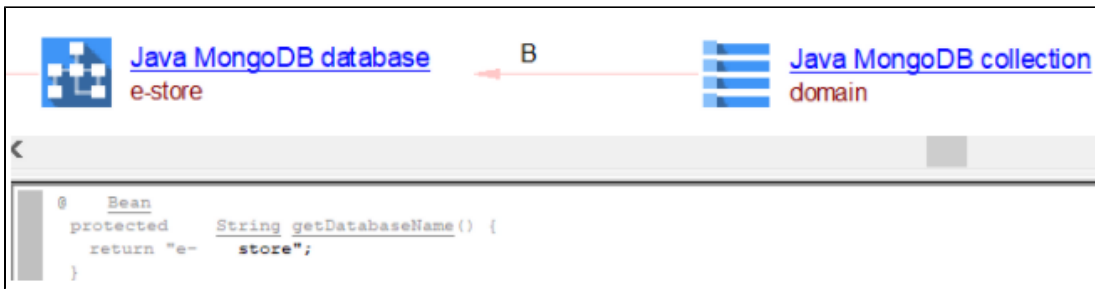 Java MongoDB database
e-store
B
Java MongoDB collection
domain
@ Bean
protected String getDatabaseName() {
return "e- store";
}